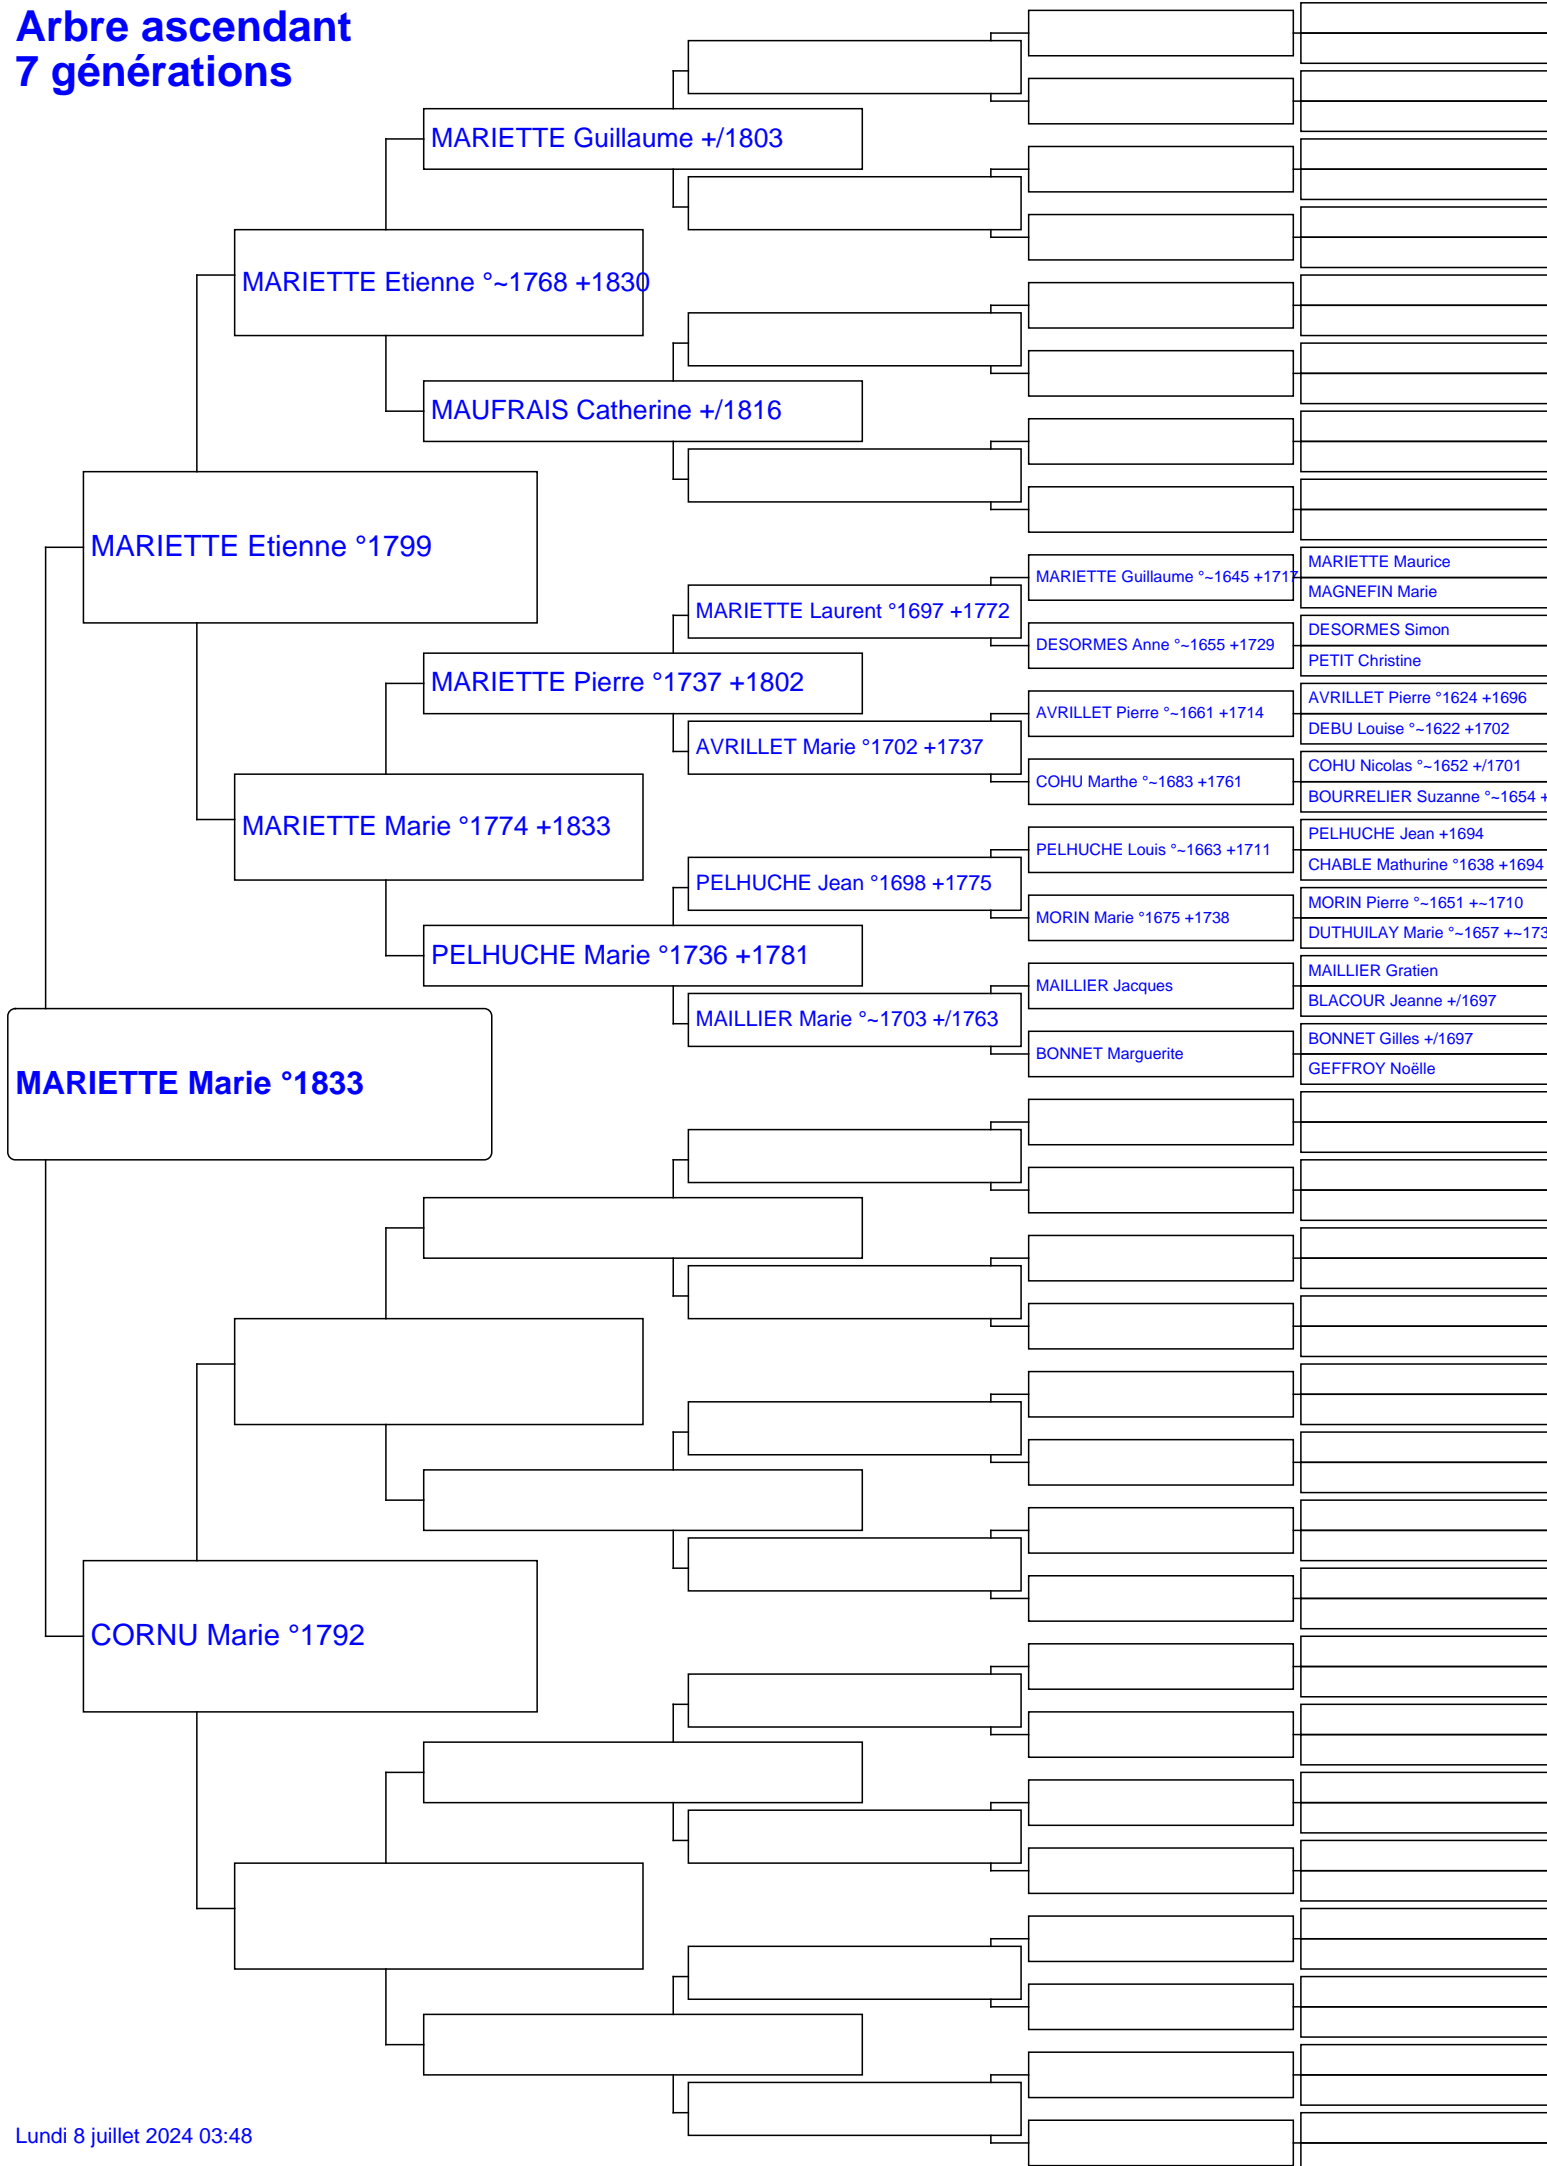 Arbre ascendant
7 générations
MARIETTE Guillaume +/1803
MARIETTE Etienne °~1768 +1830
MAUFRAIS Catherine +/1816
MARIETTE Etienne °1799
MARIETTE Maurice
MARIETTE Guillaume °~1645 +1717
MAGNEFIN Marie
MARIETTE Laurent °1697 +1772
DESORMES Simon
DESORMES Anne °~1655 +1729
PETIT Christine
MARIETTE Pierre °1737 +1802
AVRILLET Pierre °1624 +1696
AVRILLET Pierre °~1661 +1714
DEBU Louise °~1622 +1702
AVRILLET Marie °1702 +1737
COHU Nicolas °~1652 +/1701
COHU Marthe °~1683 +1761
BOURRELIER Suzanne °~1654 +
MARIETTE Marie °1774 +1833
PELHUCHE Jean +1694
PELHUCHE Louis °~1663 +1711
CHABLE Mathurine °1638 +1694
PELHUCHE Jean °1698 +1775
MORIN Pierre °~1651 +~1710
MORIN Marie °1675 +1738
DUTHUILAY Marie °~1657 +~173
PELHUCHE Marie °1736 +1781
MAILLIER Gratien
MAILLIER Jacques
BLACOUR Jeanne +/1697
MAILLIER Marie °~1703 +/1763
BONNET Gilles +/1697
BONNET Marguerite
GEFFROY Noëlle
MARIETTE Marie °1833
CORNU Marie °1792
Lundi 8 juillet 2024 03:48